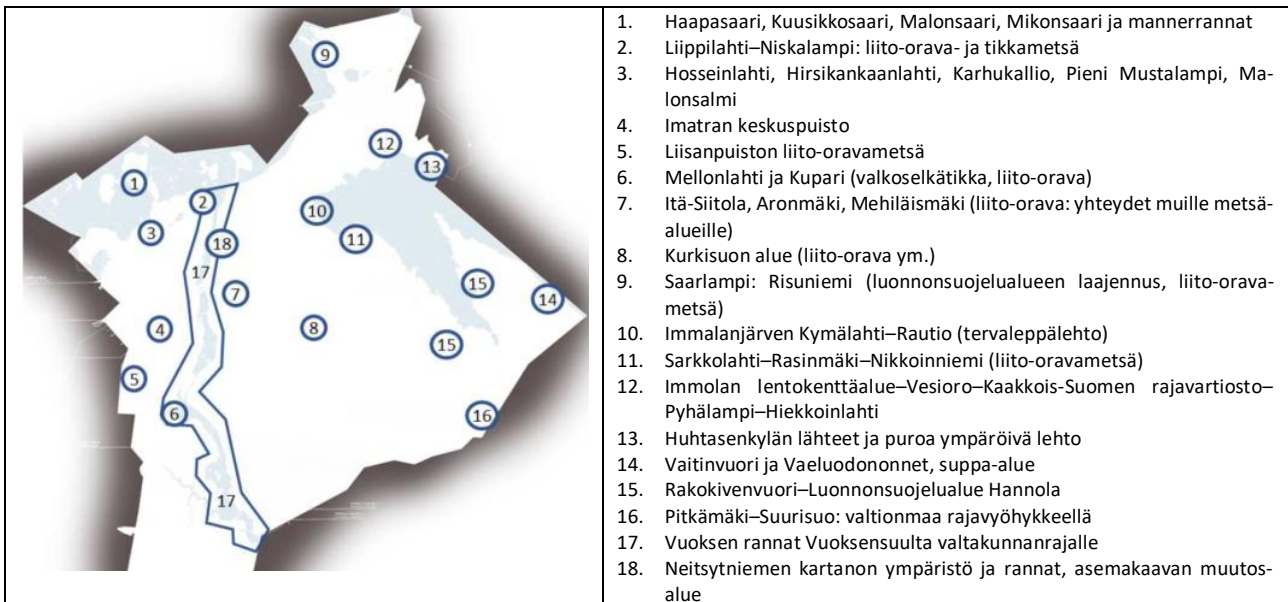 9
12
13
1
2
10
3
18
11
17
15
7
14
4
8
15
5
6
16
17
1. Haapasaari, Kuusikkosaari, Malonsaari, Mikonsaari ja mannerrannat
2. Liippilahti–Niskalampi: liito-orava- ja tikkametsä
3. Hosseinlahti, Hirsikankaanlahti, Karhukallio, Pieni Mustalampi, Ma-
lonsalmi
4. Imatran keskuspuisto
5. Liisanpuiston liito-oravametsä
6. Mellonlahti ja Kupari (valkoselkätikka, liito-orava)
7. Itä-Siitola, Aronmäki, Mehiläismäki (liito-orava: yhteydet muille metsä-
alueille)
8. Kurkisuon alue (liito-orava ym.)
9. Saarlampi: Risuniemi (luonnonsuojelualueen laajennus, liito-orava-
metsä)
10. Immalanjärven Kymälahti–Rautio (tervaleppälehto)
11. Sarkkolahti–Rasinmäki–Nikkoinniemi (liito-oravametsä)
12. Immolan lentokenttäalue–Vesioro–Kaakkois-Suomen rajavartiosto–
Pyhälampi–Hiekkoinlahti
13. Huhtasenkylän lähteet ja puroa ympäröivä lehto
14. Vaitinvuori ja Vaeluodononnet, suppa-alue
15. Rakokivenvuori–Luonnonsuojelualue Hannola
16. Pitkämäki–Suurisuo: valtionmaa rajavyöhykkeellä
17. Vuoksen rannat Vuoksensuulta valtakunnanrajalle
18. Neitsytniemen kartanon ympäristö ja rannat, asemakaavan muutos-
alue